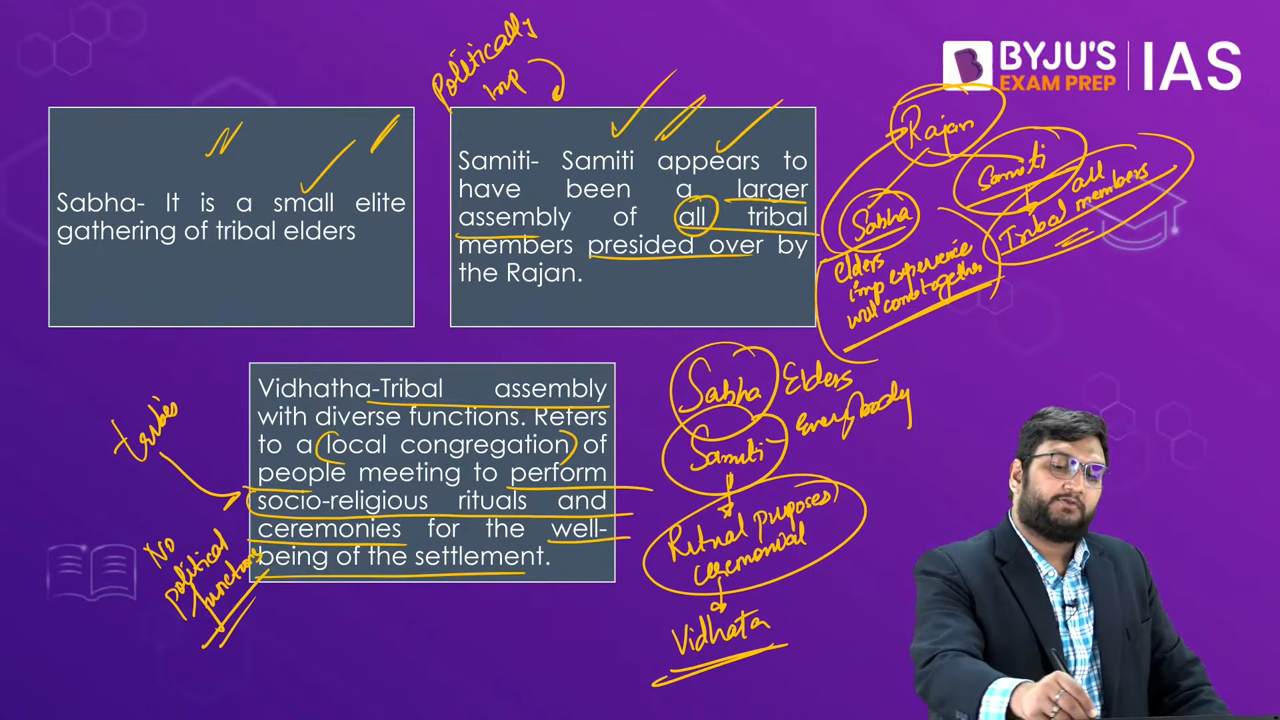 BYJU'S
EXAM PREP
IAS
Politically
imp
Sabha- It is a small elite
gathering of tribal elders
Samiti- Samiti appears to
have been a larger
assembly of all tribal
members presided over by
the Rajan.
Rajan
Sabha
Samiti
all
Tribal members
elders
imp experience
will come together
Vidhatha-Tribal assembly
with diverse functions. Refers
to a local congregation of
people meeting to perform
socio-religious rituals and
ceremonies for the well-
being of the settlement.
tribes
No
political
functions
Sabha Elders
Samiti Everybody
Ritual purposes/
ceremonial
Vidhata